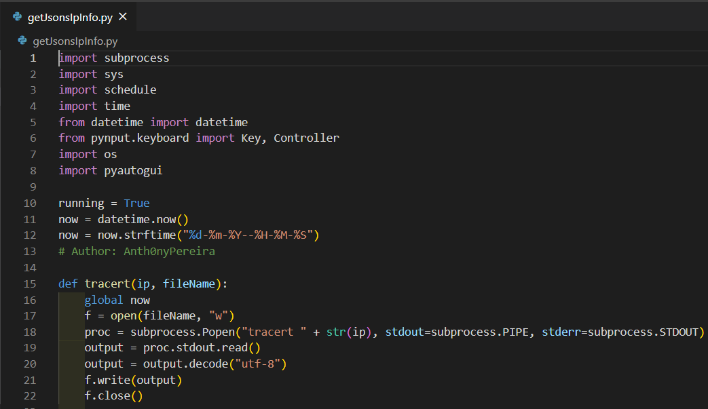 getJsonsIpInfo.py ×
getJsonsIpInfo.py
1 import subprocess
2 import sys
3 import schedule
4 import time
5 from datetime import datetime
6 from pynput.keyboard import Key, Controller
7 import os
8 import pyautogui
9
10 running = True
11 now = datetime.now()
12 now = now.strftime("%d-%m-%Y--%H-%M-%S")
13 # Author: Anth0nyPereira
14
15 def tracert(ip, fileName):
16     global now
17     f = open(fileName, "w")
18     proc = subprocess.Popen("tracert " + str(ip), stdout=subprocess.PIPE, stderr=subprocess.STDOUT)
19     output = proc.stdout.read()
20     output = output.decode("utf-8")
21     f.write(output)
22     f.close()